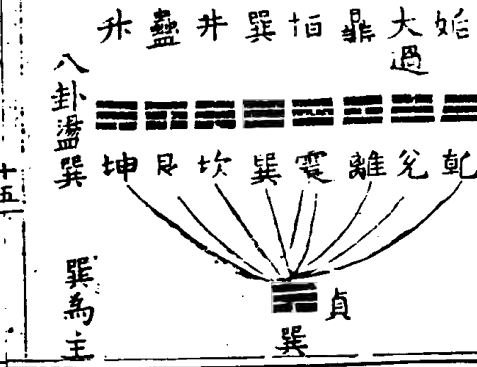 姤 大過 鼎 恒 巽 井 蠱 升
乾 兌 離 震 巽 坎 艮 坤
貞
巽
八卦盪巽
巽為主
十五